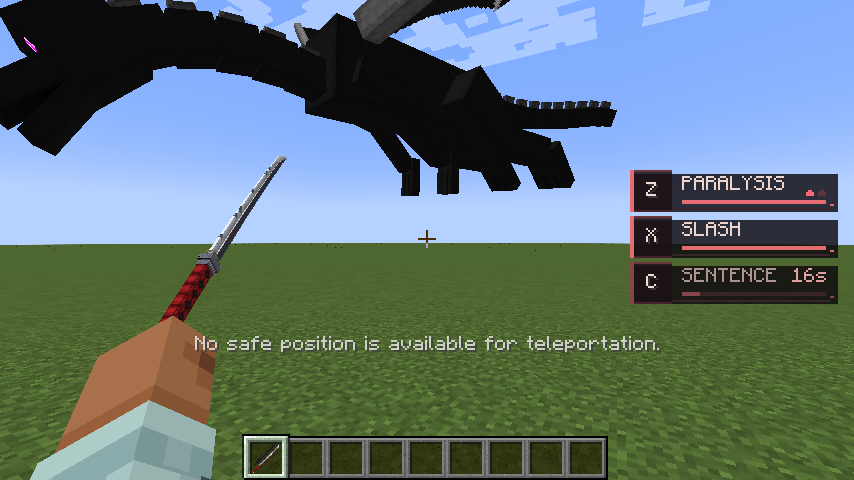 Z PARALYSIS
X SLASH
C SENTENCE 16s
No safe position is available for teleportation.